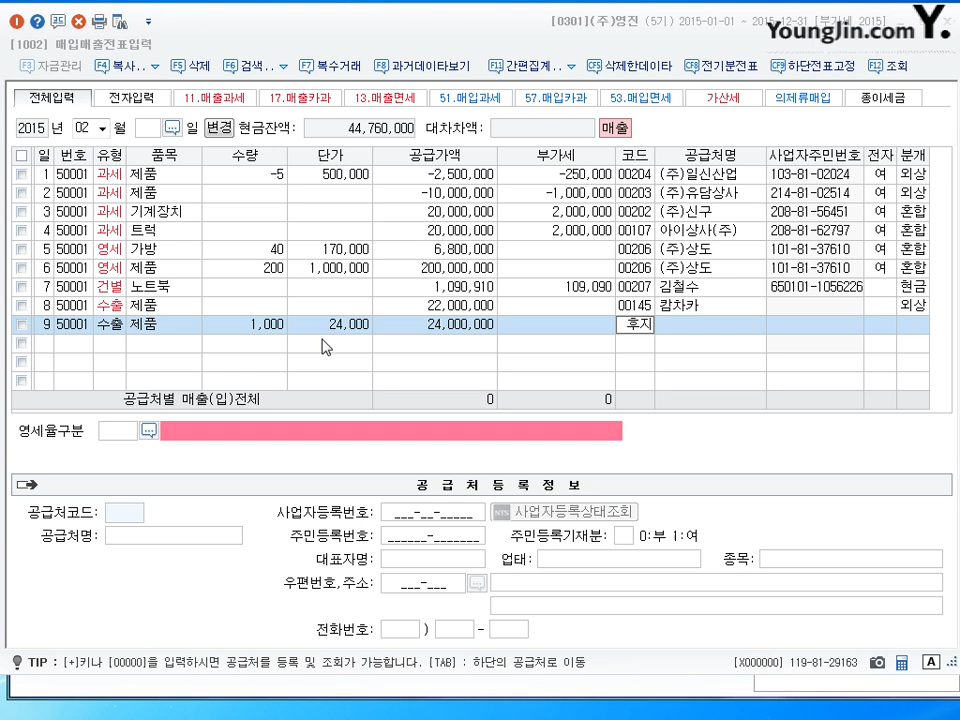 [0301](주)영진 (5기) 2015-01-01 ~ 2015-12-31 [부가세 2015]
YoungJin.com Y.
[1002] 매입매출전표입력
F3 자금관리 F4 복사.. F5 삭제 F6 검색.. F7 복수거래 F8 과거데이타보기 F11 간편집계.. CF5 삭제한데이타 CF8 전기분전표 CF9 하단전표고정 F12 조회
전체입력 전자입력 11.매출과세 17.매출카과 13.매출면세 51.매입과세 57.매입카과 53.매입면세 가산세 의제류매입 종이세금
2015 년 02 월 일 변경 현금잔액: 44,760,000 대차차액: 매출
일 번호 유형 품목 수량 단가 공급가액 부가세 코드 공급처명 사업자주민번호 전자 분개
1 50001 과세 제품 -5 500,000 -2,500,000 -250,000 00204 (주)일신산업 103-81-02024 여 외상
2 50001 과세 제품 -10,000,000 -1,000,000 00203 (주)유담상사 214-81-02514 여 외상
3 50001 과세 기계장치 20,000,000 2,000,000 00202 (주)신구 208-81-56451 여 혼합
4 50001 과세 트럭 20,000,000 2,000,000 00107 아이상사(주) 208-81-62797 여 혼합
5 50001 영세 가방 40 170,000 6,800,000 00206 (주)상도 101-81-37610 여 혼합
6 50001 영세 제품 200 1,000,000 200,000,000 00206 (주)상도 101-81-37610 여 혼합
7 50001 건별 노트북 1,090,910 109,090 00207 김철수 650101-1056226 현금
8 50001 수출 제품 22,000,000 00145 캄차카 외상
9 50001 수출 제품 1,000 24,000 24,000,000 후지
공급처별 매출(입)전체 0 0
영세율구분
공 급 처 등 록 정 보
공급처코드: 사업자등록번호: ___-__-_____ NTS 사업자등록상태조회
공급처명: 주민등록번호: ______-_______ 주민등록기재분: 0:부 1:여
대표자명: 업태: 종목:
우편번호,주소: ___-___
전화번호: ) -
TIP : [+]키나 [00000]을 입력하시면 공급처를 등록 및 조회가 가능합니다. [TAB] : 하단의 공급처로 이동 [X000000] 119-81-29163 A